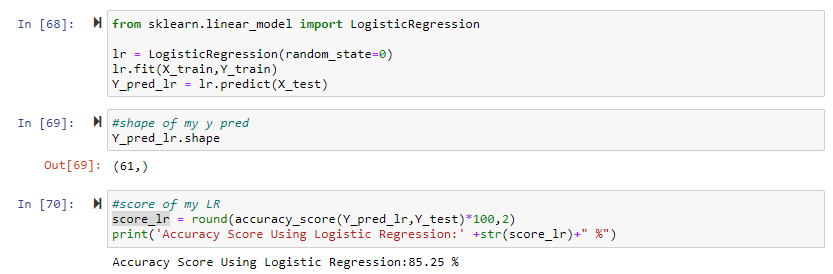 In [68]: from sklearn.linear_model import LogisticRegression
lr = LogisticRegression(random_state=0)
lr.fit(X_train,Y_train)
Y_pred_lr = lr.predict(X_test)
In [69]: #shape of my y pred
Y_pred_lr.shape
Out[69]: (61,)
In [70]: #score of my LR
score_lr = round(accuracy_score(Y_pred_lr,Y_test)*100,2)
print('Accuracy Score Using Logistic Regression:' +str(score_lr)+" %")
Accuracy Score Using Logistic Regression:85.25 %